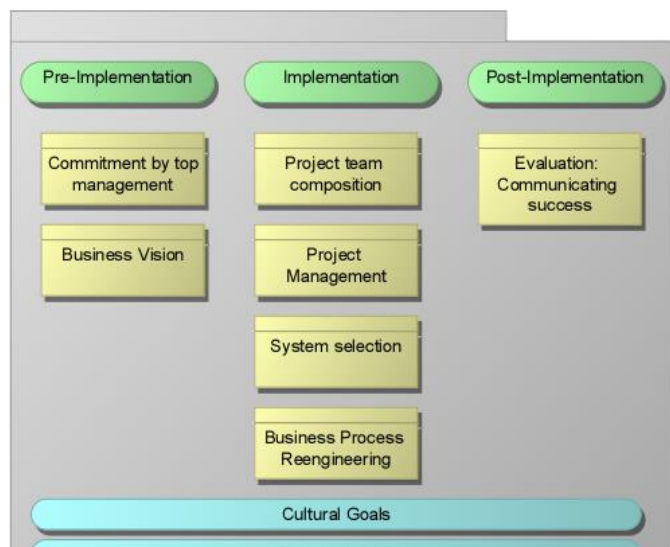 Pre-Implementation
Implementation
Post-Implementation
Commitment by top
management
Business Vision
Project team
composition
Project
Management
System selection
Business Process
Reengineering
Evaluation:
Communicating
success
Cultural Goals